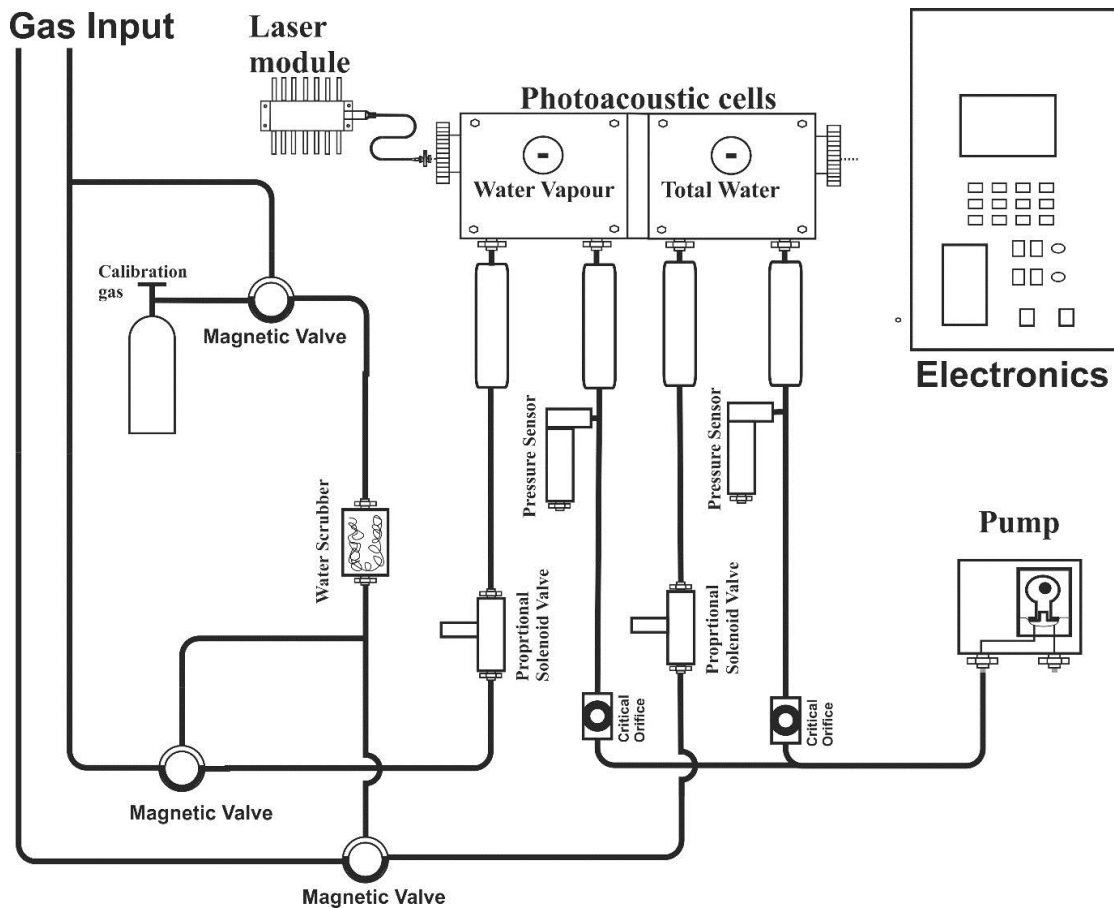 Gas Input
Laser
module
Photoacoustic cells
Water Vapour
Total Water
Calibration
gas
Magnetic Valve
Electronics
Pressure Sensor
Pressure Sensor
Water Scrubber
Pump
Proprtional
Solenoid Valve
Proprtional
Solenoid Valve
Critical
Orifice
Critical
Orifice
Magnetic Valve
Magnetic Valve